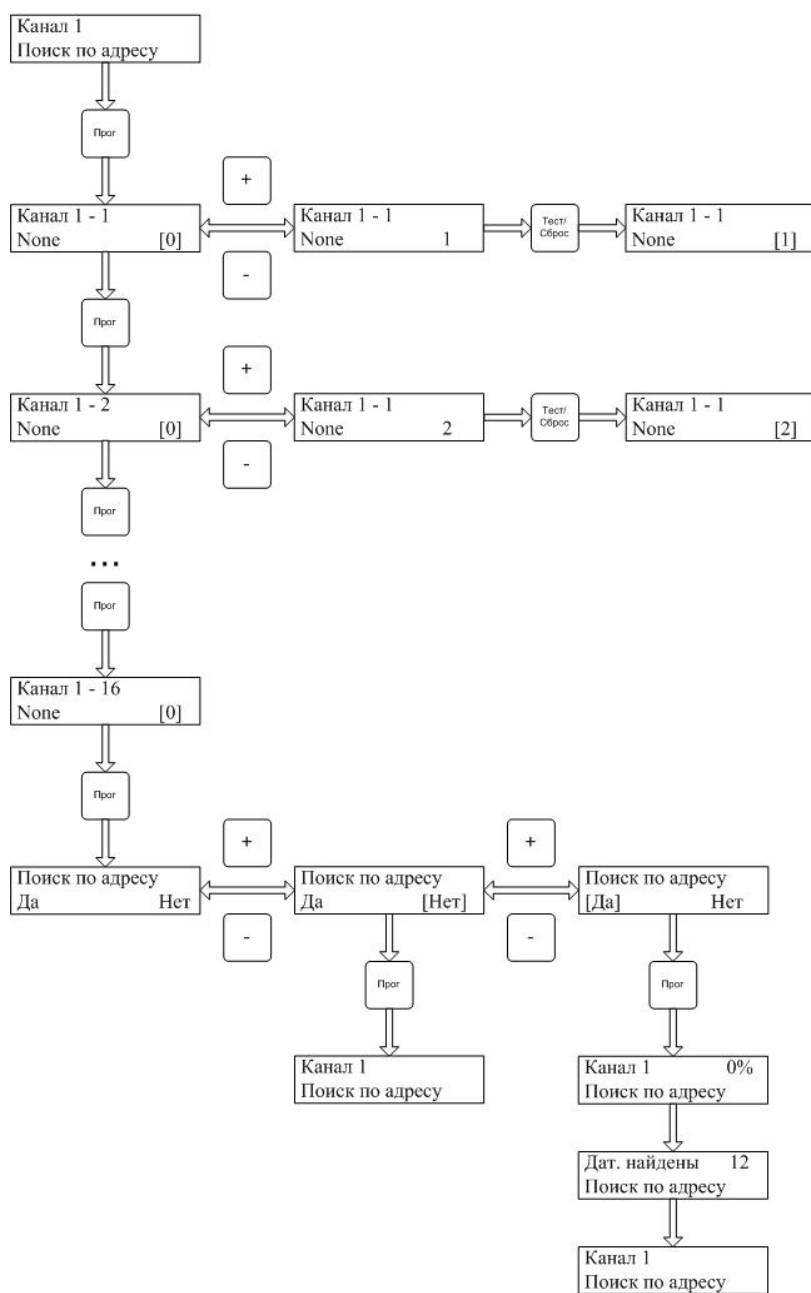 Канал 1
Поиск по адресу
Прог
+
Канал 1 - 1
None [0]
Канал 1 - 1
None 1
Тест/
Сброс
Канал 1 - 1
None [1]
-
Прог
+
Канал 1 - 2
None [0]
Канал 1 - 1
None 2
Тест/
Сброс
Канал 1 - 1
None [2]
-
Прог
...
Прог
Канал 1 - 16
None [0]
Прог
+
+
Поиск по адресу
Да Нет
Поиск по адресу
Да [Нет]
Поиск по адресу
[Да] Нет
-
-
Прог
Прог
Канал 1
Поиск по адресу
Канал 1 0%
Поиск по адресу
Дат. найдены 12
Поиск по адресу
Канал 1
Поиск по адресу